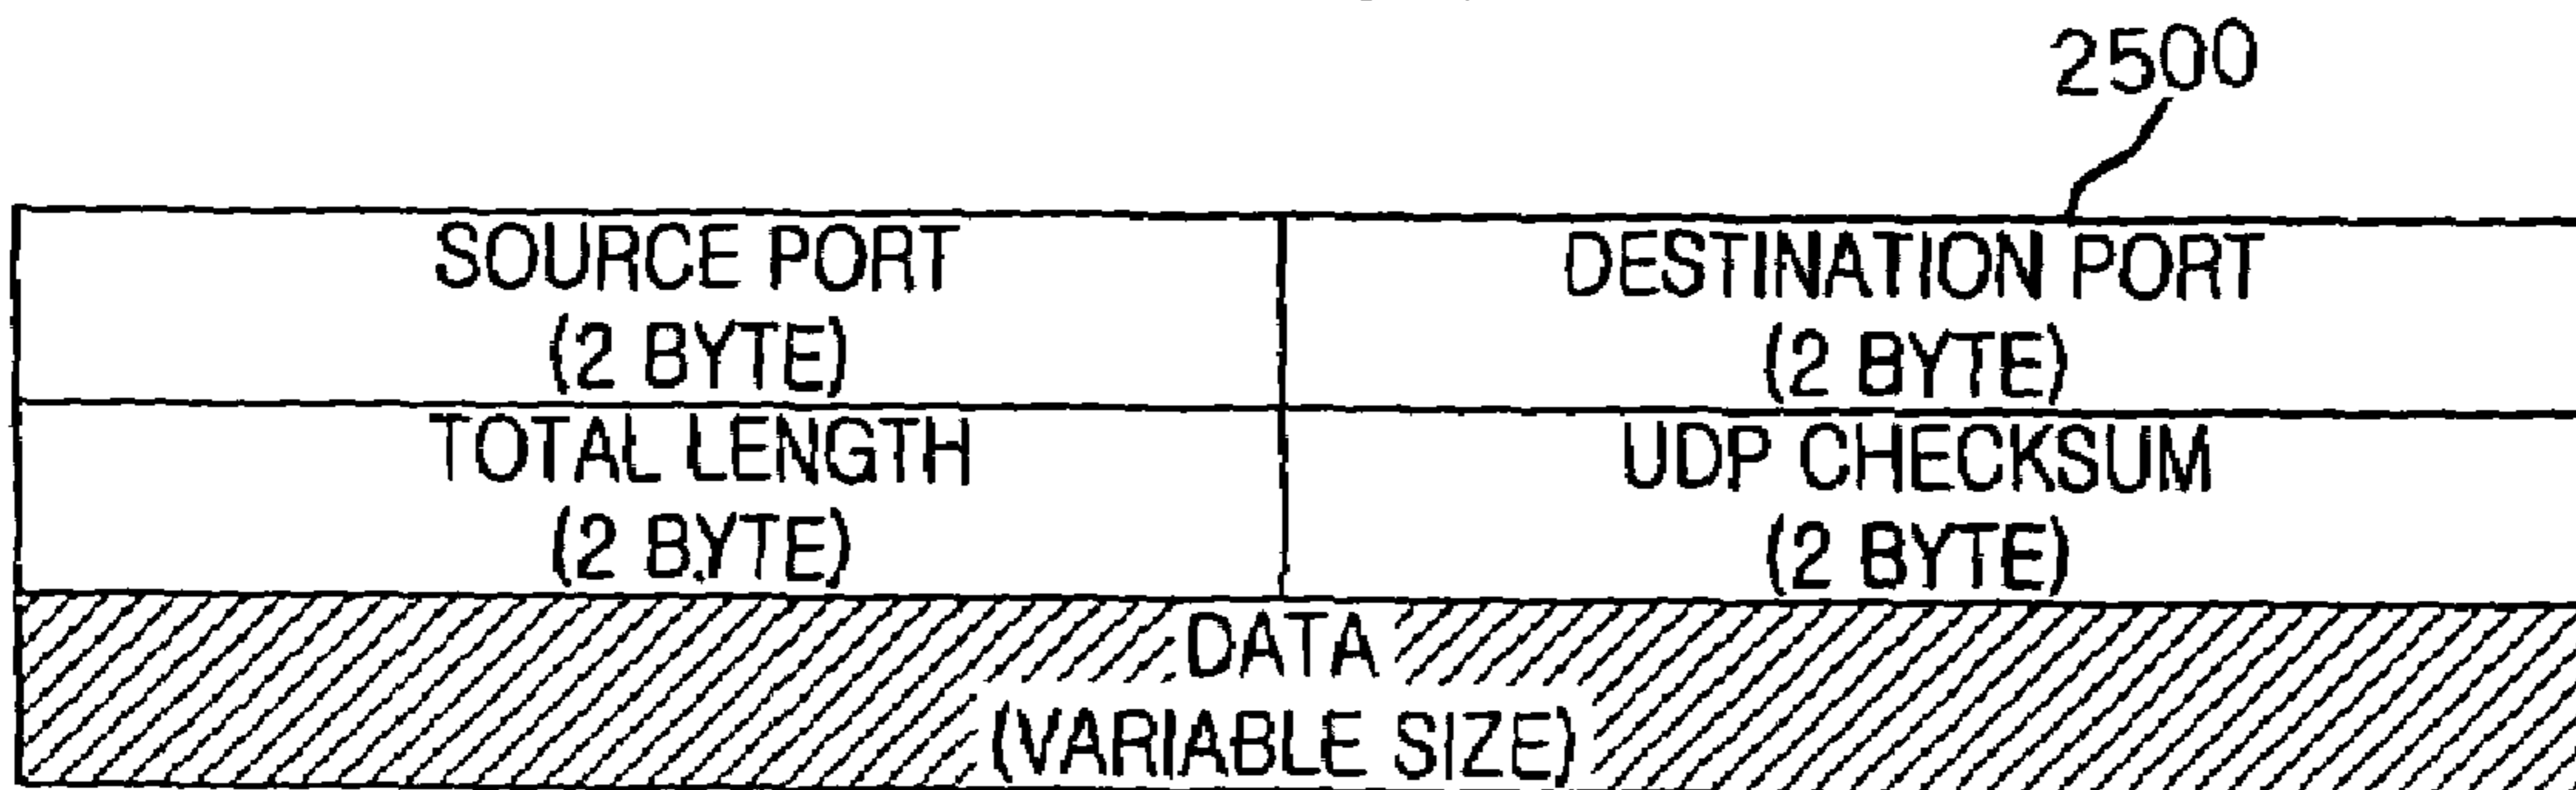 2500
SOURCE PORT
(2 BYTE)
DESTINATION PORT
(2 BYTE)
TOTAL LENGTH
(2 BYTE)
UDP CHECKSUM
(2 BYTE)
DATA
(VARIABLE SIZE)